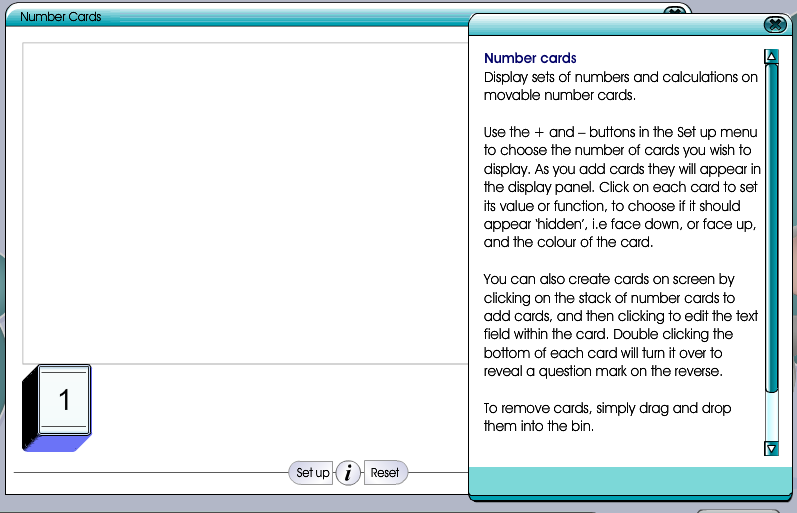 Number Cards
Number cards
Display sets of numbers and calculations on
movable number cards.
Use the + and – buttons in the Set up menu
to choose the number of cards you wish to
display. As you add cards they will appear in
the display panel. Click on each card to set
its value or function, to choose if it should
appear ‘hidden’, i.e face down, or face up,
and the colour of the card.
You can also create cards on screen by
clicking on the stack of number cards to
add cards, and then clicking to edit the text
field within the card. Double clicking the
bottom of each card will turn it over to
reveal a question mark on the reverse.
To remove cards, simply drag and drop
them into the bin.
1
Set up i Reset